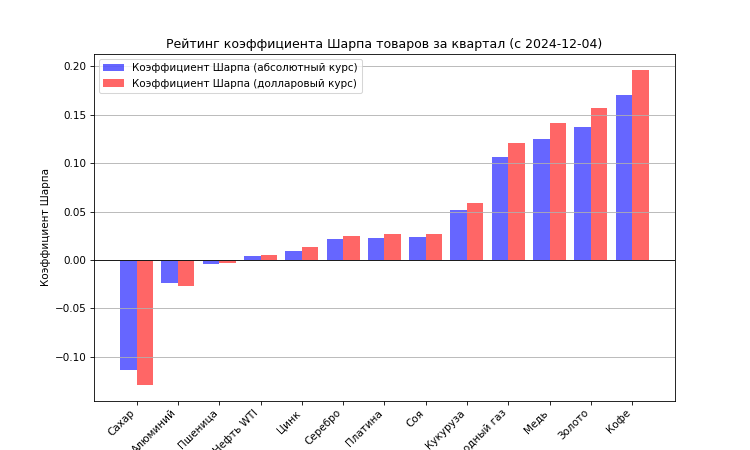 Рейтинг коэффициента Шарпа товаров за квартал (с 2024-12-04)
Коэффициент Шарпа (абсолютный курс)
Коэффициент Шарпа (долларовый курс)
Коэффициент Шарпа
0.20
0.15
0.10
0.05
0.00
−0.05
−0.10
Сахар
Алюминий
Пшеница
Нефть WTI
Цинк
Серебро
Платина
Соя
Кукуруза
газ
Медь
Золото
Кофе